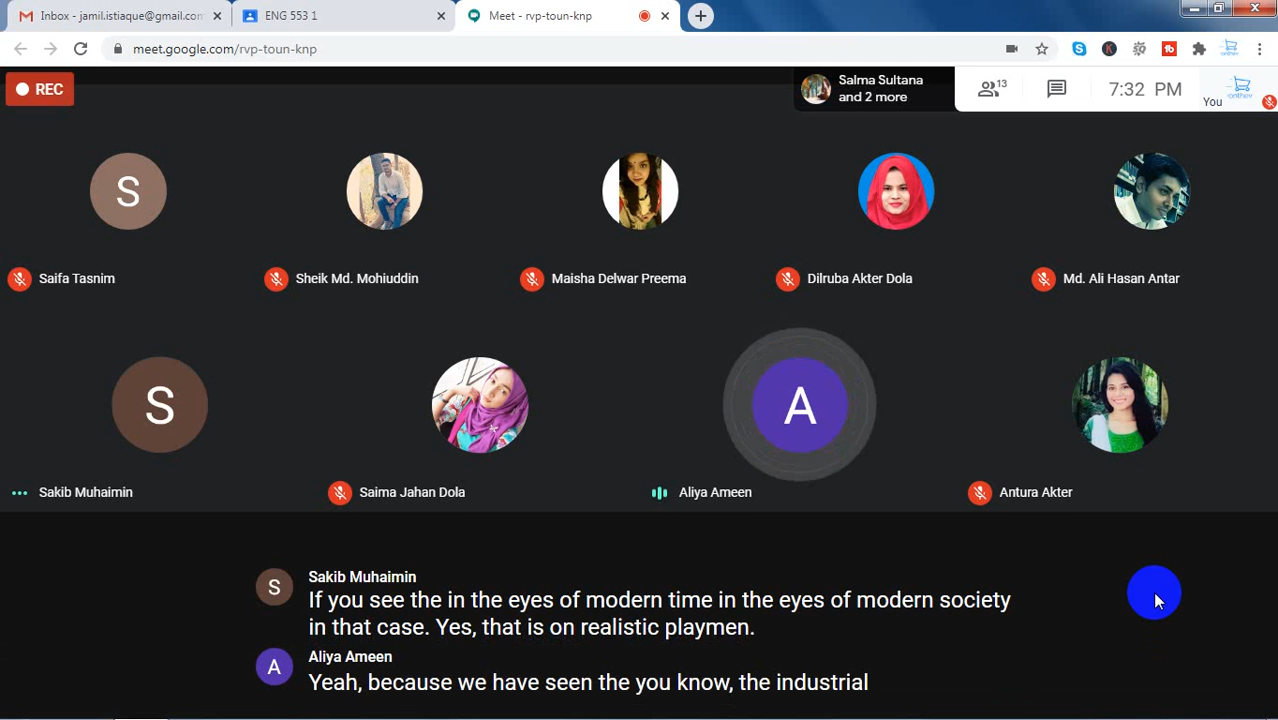 Inbox - jamil.istiaque@gmail.com
ENG 553 1
Meet - rvp-toun-knp
meet.google.com/rvp-toun-knp
REC
Salma Sultana
and 2 more
13
7:32 PM
You
S
Saifa Tasnim
Sheik Md. Mohiuddin
Maisha Delwar Preema
Dilruba Akter Dola
Md. Ali Hasan Antar
S
A
Sakib Muhaimin
Saima Jahan Dola
Aliya Ameen
Antura Akter
S
Sakib Muhaimin
If you see the in the eyes of modern time in the eyes of modern society
in that case. Yes, that is on realistic playmen.
A
Aliya Ameen
Yeah, because we have seen the you know, the industrial